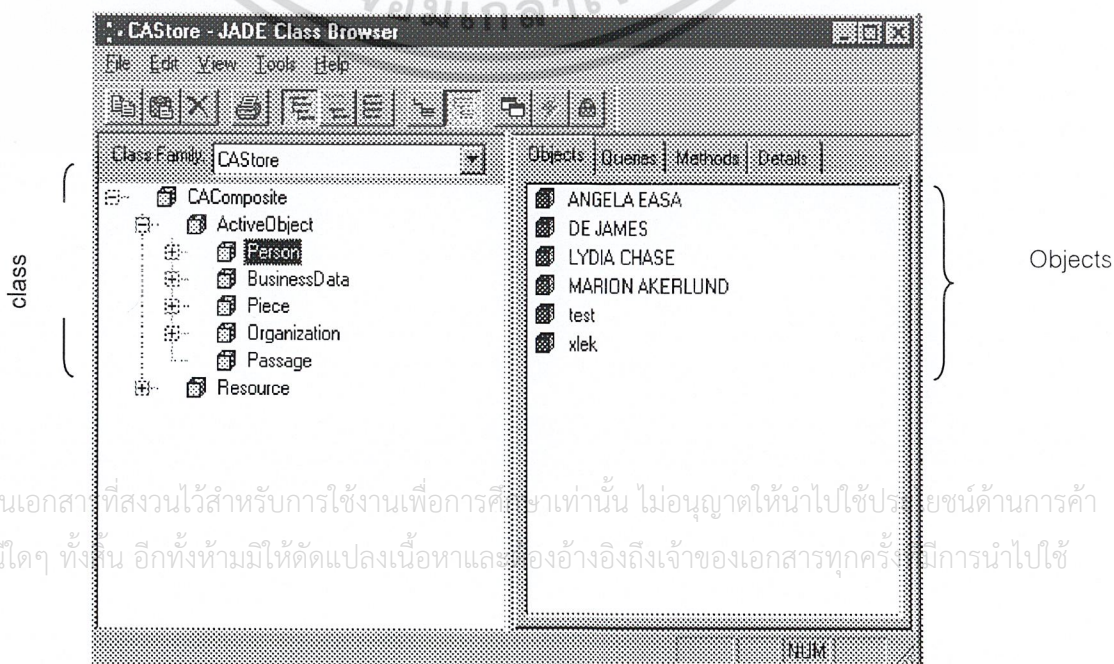 CAStore - JADE Class Browser
File Edit View Tools Help
Class Family: CAStore
Objects Queries Methods Details
CAComposite
ActiveObject
Person
BusinessData
Piece
Organization
Passage
Resource
ANGELA EASA
DE JAMES
LYDIA CHASE
MARION AKERLUND
test
xlek
class
Objects
นเอกสารที่สงวนไว้สำหรับการใช้งานเพื่อการศึกษาเท่านั้น ไม่อนุญาตให้นำไปใช้ประโยชน์ด้านการค้า
ใดๆ ทั้งสิ้น อีกทั้งห้ามมิให้ดัดแปลงเนื้อหาและต้องอ้างอิงถึงเจ้าของเอกสารทุกครั้งที่มีการนำไปใช้
NUM